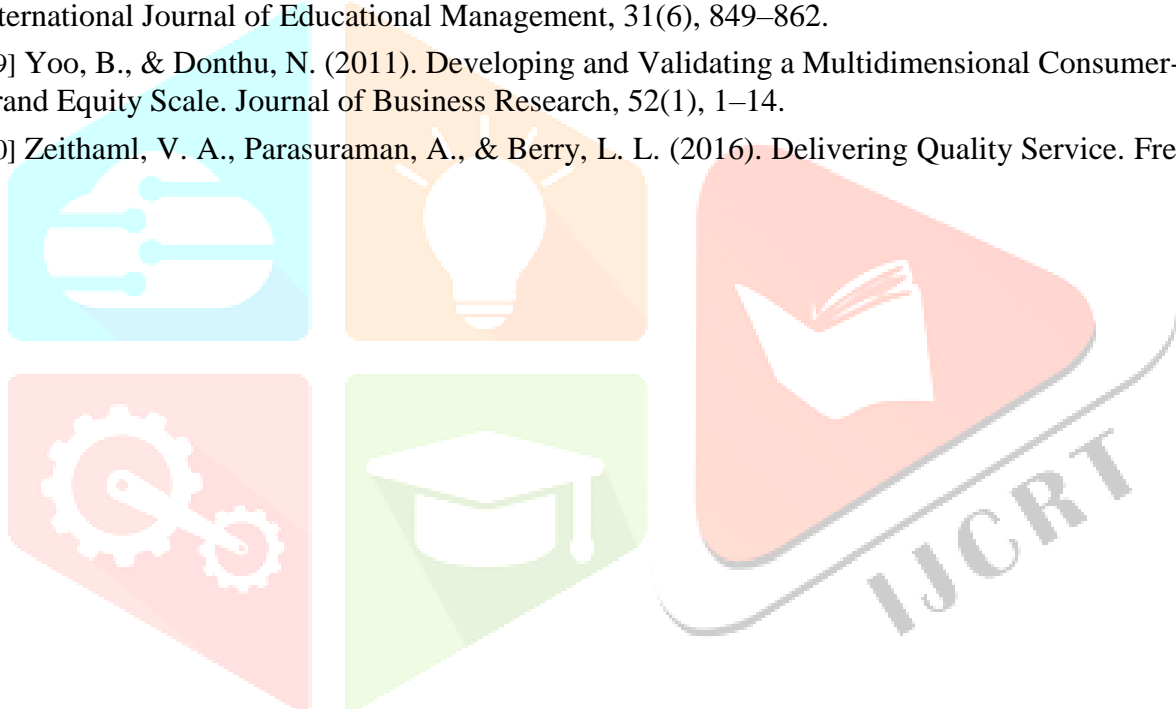 ternational Journal of Educational Management, 31(6), 849–862.
9] Yoo, B., & Donthu, N. (2011). Developing and Validating a Multidimensional Consumer-
rand Equity Scale. Journal of Business Research, 52(1), 1–14.
0] Zeithaml, V. A., Parasuraman, A., & Berry, L. L. (2016). Delivering Quality Service. Fre
IJCRT